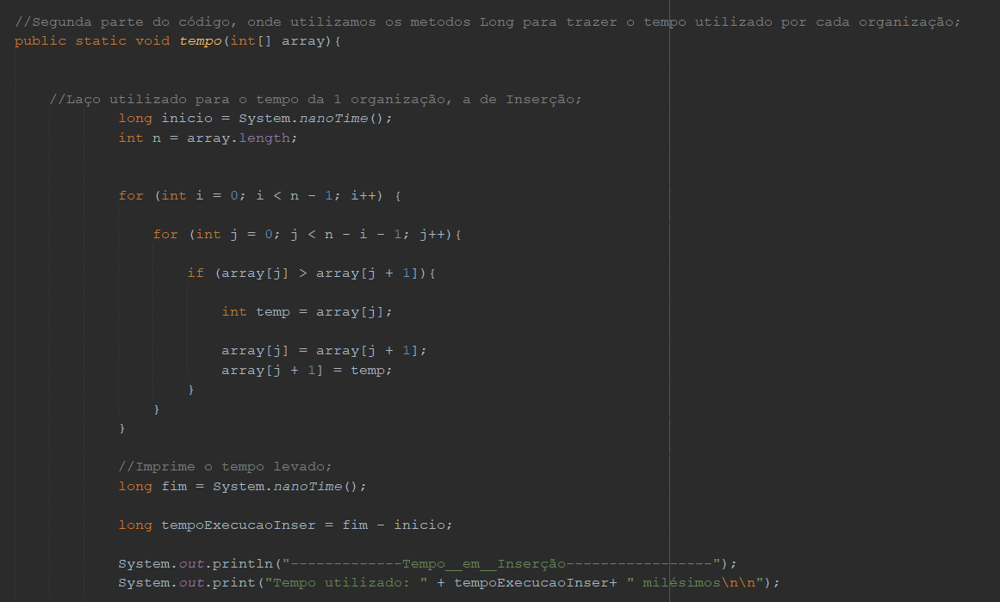 //Segunda parte do código, onde utilizamos os metodos Long para trazer o tempo utilizado por cada organização;
public static void tempo(int[] array){
//Laço utilizado para o tempo da 1 organização, a de Inserção;
long inicio = System.nanoTime();
int n = array.length;
for (int i = 0; i < n - 1; i++) {
for (int j = 0; j < n - i - 1; j++){
if (array[j] > array[j + 1]){
int temp = array[j];
array[j] = array[j + 1];
array[j + 1] = temp;
}
}
}
//Imprime o tempo levado;
long fim = System.nanoTime();
long tempoExecucaoInser = fim - inicio;
System.out.println("-------------Tempo__em__Inserção-----------------");
System.out.print("Tempo utilizado: " + tempoExecucaoInser+ " milésimos\n\n");